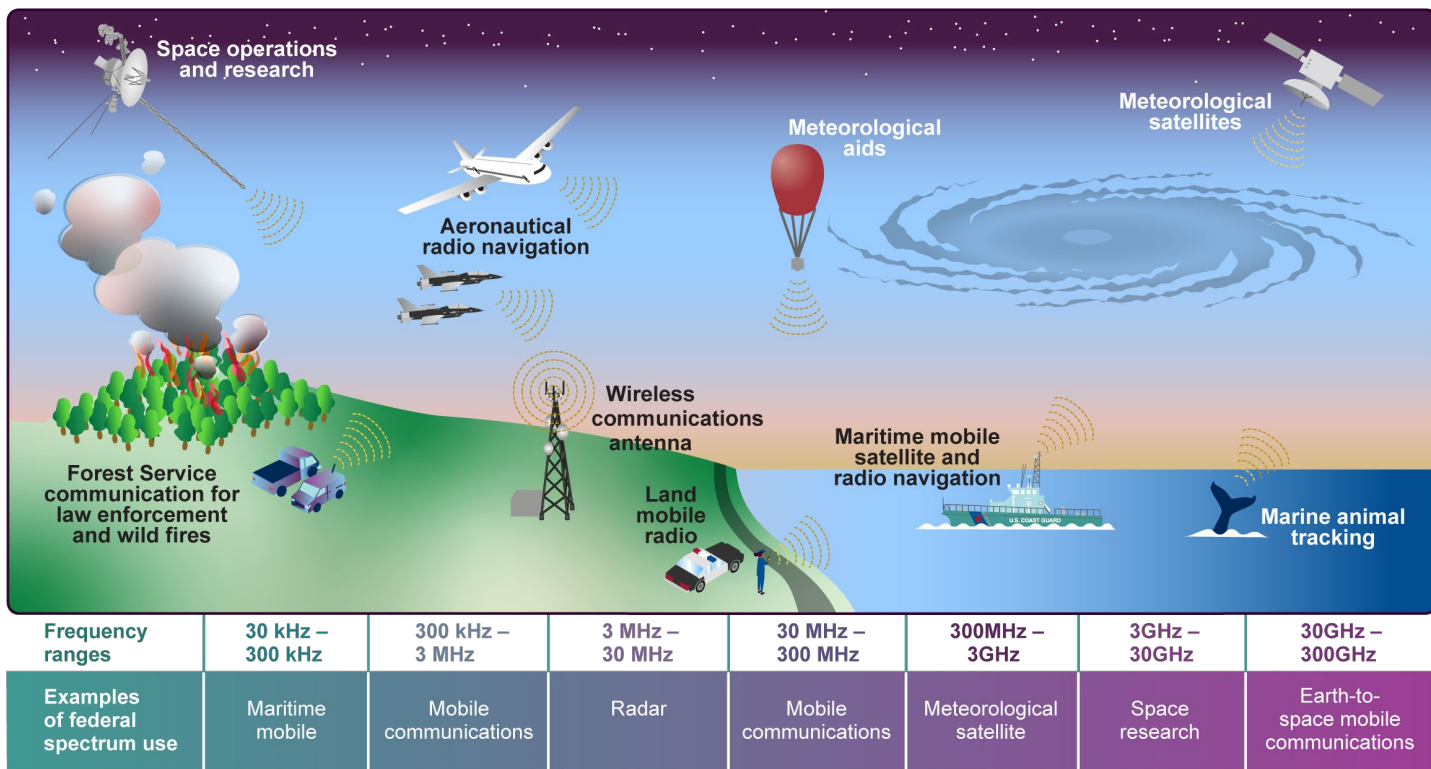 Space operations
and research
Meteorological
satellites
Meteorological
aids
Aeronautical
radio navigation
Wireless
communications
antenna
Maritime mobile
satellite and
radio navigation
Forest Service
communication for
law enforcement
and wild fires
Land
mobile
radio
U.S. COAST GUARD
Marine animal
tracking
Frequency
ranges
30 kHz –
300 kHz
300 kHz –
3 MHz
3 MHz –
30 MHz
30 MHz –
300 MHz
300MHz –
3GHz
3GHz –
30GHz
30GHz –
300GHz
Examples
of federal
spectrum use
Maritime
mobile
Mobile
communications
Radar
Mobile
communications
Meteorological
satellite
Space
research
Earth-to-
space mobile
communications